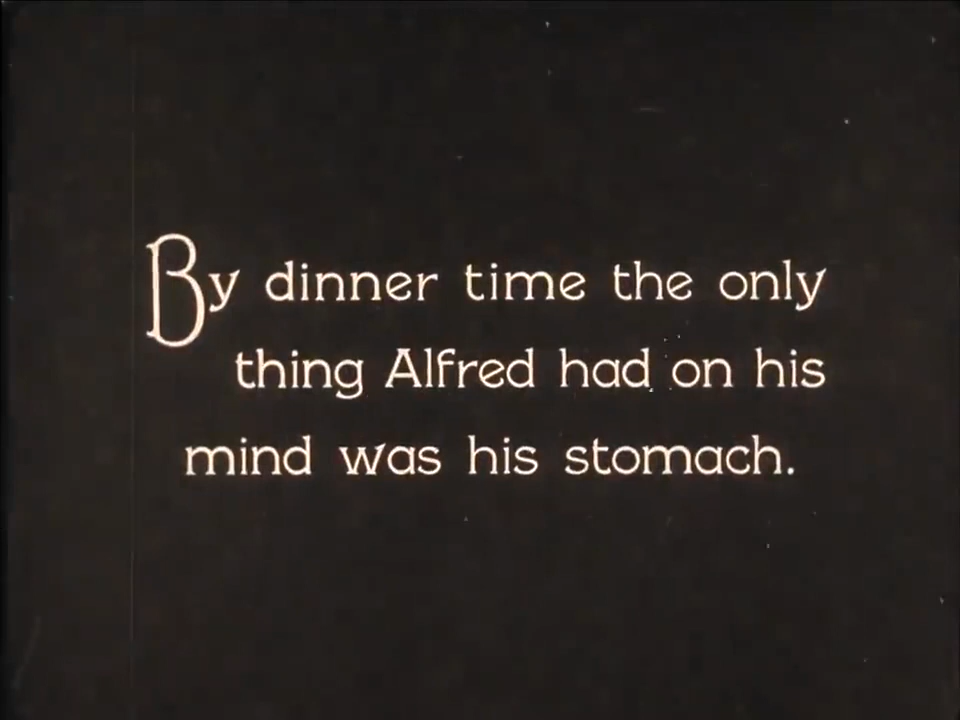 By dinner time the only
thing Alfred had on his
mind was his stomach.